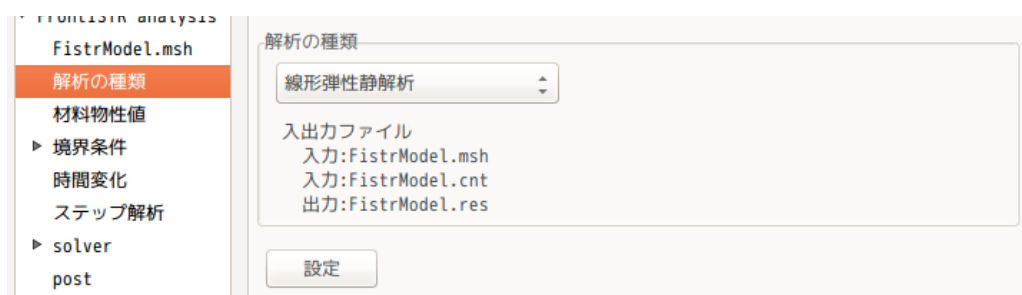 FrontISTR analysis
FistrModel.msh
解析の種類
材料物性値
境界条件
時間変化
ステップ解析
solver
post
解析の種類
線形弾性静解析
入出力ファイル
入力:FistrModel.msh
入力:FistrModel.cnt
出力:FistrModel.res
設定